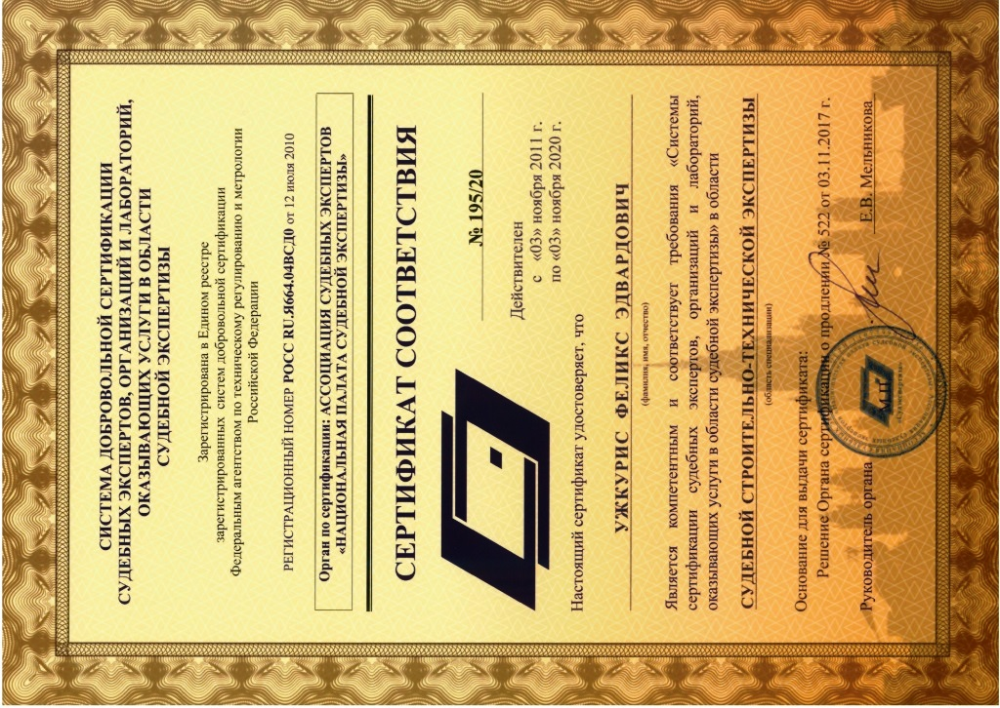 СИСТЕМА ДОБРОВОЛЬНОЙ СЕРТИФИКАЦИИ
СУДЕБНЫХ ЭКСПЕРТОВ, ОРГАНИЗАЦИЙ И ЛАБОРАТОРИЙ,
ОКАЗЫВАЮЩИХ УСЛУГИ В ОБЛАСТИ
СУДЕБНОЙ ЭКСПЕРТИЗЫ
Зарегистрирована в Едином реестре
зарегистрированных систем добровольной сертификации
Федеральным агентством по техническому регулированию и метрологии
Российской Федерации
РЕГИСТРАЦИОННЫЙ НОМЕР РОСС RU.Я664.04ВСД0 от 12 июля 2010
Орган по сертификации: АССОЦИАЦИЯ СУДЕБНЫХ ЭКСПЕРТОВ
«НАЦИОНАЛЬНАЯ ПАЛАТА СУДЕБНОЙ ЭКСПЕРТИЗЫ»
СЕРТИФИКАТ СООТВЕТСТВИЯ
№ 195/20
Действителен
с «03» ноября 2011 г.
по «03» ноября 2020 г.
Настоящий сертификат удостоверяет, что
УЖКУРИС ФЕЛИКС ЭДВАРДОВИЧ
(фамилия, имя, отчество)
Является компетентным и соответствует требования «Системы
сертификации судебных экспертов, организаций и лабораторий,
оказывающих услуги в области судебной экспертизы» в области
СУДЕБНОЙ СТРОИТЕЛЬНО-ТЕХНИЧЕСКОЙ ЭКСПЕРТИЗЫ
(область специализации)
Основание для выдачи сертификата:
Решение Органа сертификации о продлении № 522 от 03.11.2017 г.
Руководитель органа Е.В. Мельникова